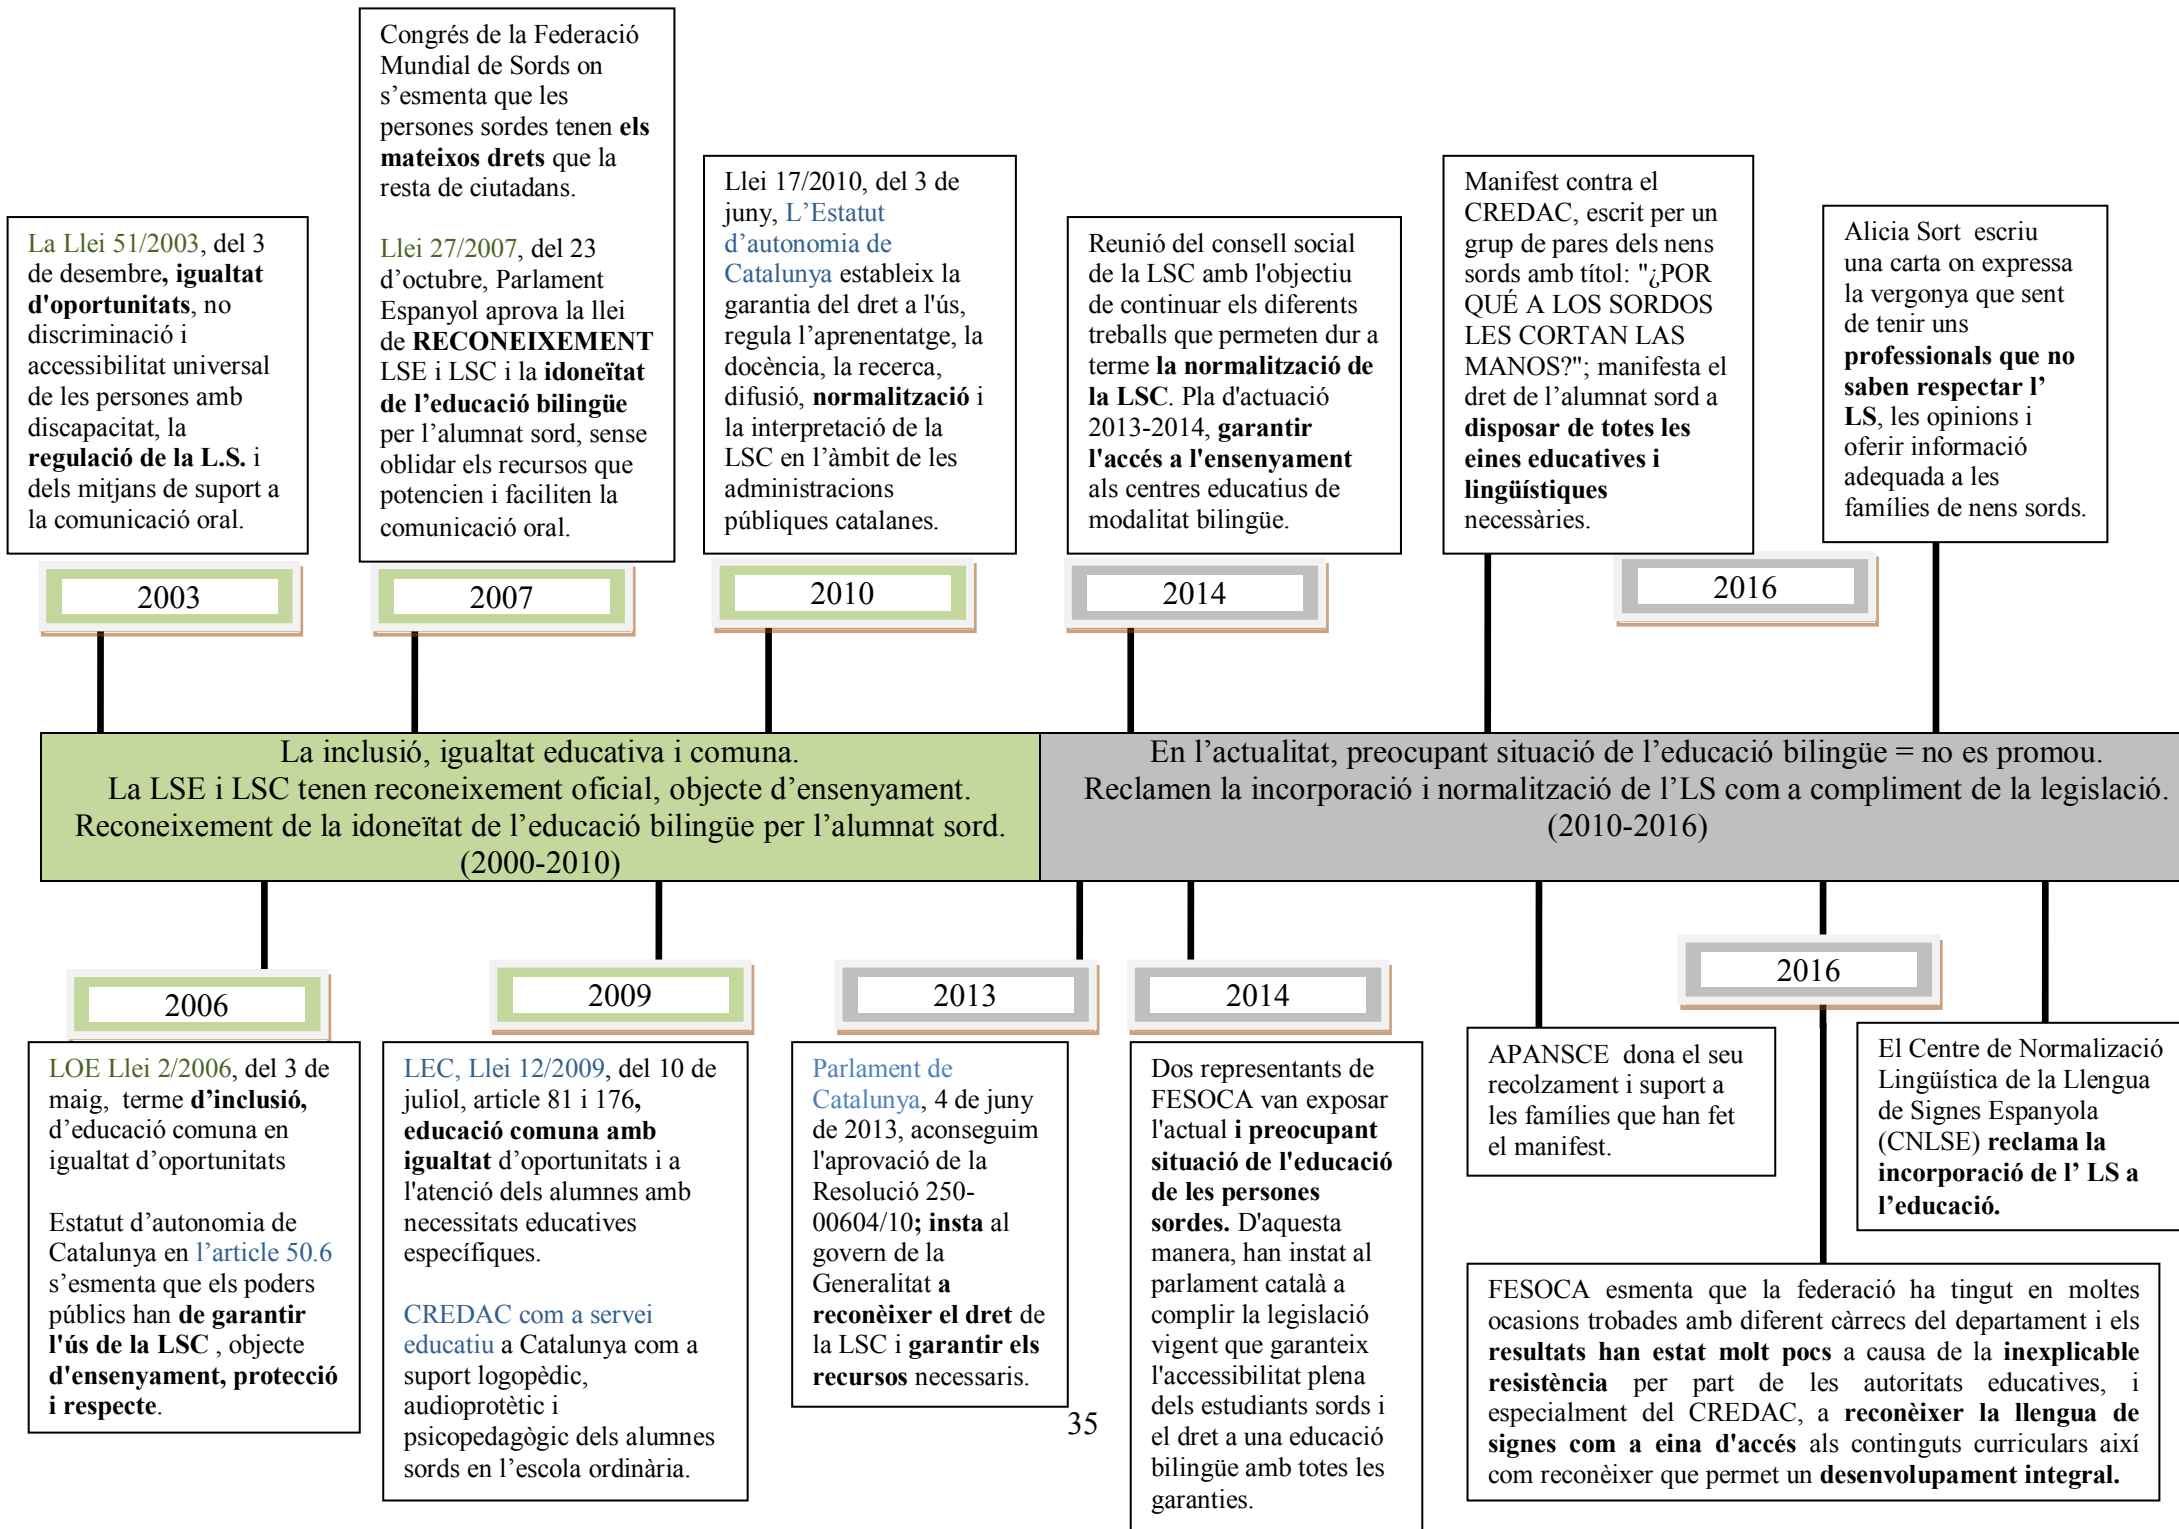 Congrés de la Federació
Mundial de Sords on
s’esmenta que les
persones sordes tenen els
mateixos drets que la
resta de ciutadans.
Llei 27/2007, del 23
d’octubre, Parlament
Espanyol aprova la llei
de RECONEIXEMENT
LSE i LSC i la idoneïtat
de l’educació bilingüe
per l’alumnat sord, sense
oblidar els recursos que
potencien i faciliten la
comunicació oral.
La Llei 51/2003, del 3
de desembre, igualtat
d'oportunitats, no
discriminació i
accessibilitat universal
de les persones amb
discapacitat, la
regulació de la L.S. i
dels mitjans de suport a
la comunicació oral.
Llei 17/2010, del 3 de
juny, L’Estatut
d’autonomia de
Catalunya estableix la
garantia del dret a l'ús,
regula l’aprenentatge, la
docència, la recerca,
difusió, normalització i
la interpretació de la
LSC en l’àmbit de les
administracions
públiques catalanes.
Reunió del consell social
de la LSC amb l'objectiu
de continuar els diferents
treballs que permeten dur a
terme la normalització de
la LSC. Pla d'actuació
2013-2014, garantir
l'accés a l'ensenyament
als centres educatius de
modalitat bilingüe.
Manifest contra el
CREDAC, escrit per un
grup de pares dels nens
sords amb títol: "¿POR
QUÉ A LOS SORDOS
LES CORTAN LAS
MANOS?"; manifesta el
dret de l’alumnat sord a
disposar de totes les
eines educatives i
lingüístiques
necessàries.
Alicia Sort  escriu
una carta on expressa
la vergonya que sent
de tenir uns
professionals que no
saben respectar l’
LS, les opinions i
oferir informació
adequada a les
famílies de nens sords.
2003
2007
2010
2014
2016
La inclusió, igualtat educativa i comuna.
La LSE i LSC tenen reconeixement oficial, objecte d’ensenyament.
Reconeixement de la idoneïtat de l’educació bilingüe per l’alumnat sord.
(2000-2010)
En l’actualitat, preocupant situació de l’educació bilingüe = no es promou.
Reclamen la incorporació i normalització de l’LS com a compliment de la legislació.
(2010-2016)
2006
2009
2013
2014
2016
LOE Llei 2/2006, del 3 de
maig,  terme d’inclusió,
d’educació comuna en
igualtat d’oportunitats
Estatut d’autonomia de
Catalunya en l’article 50.6
s’esmenta que els poders
públics han de garantir
l'ús de la LSC , objecte
d'ensenyament, protecció
i respecte.
LEC, Llei 12/2009, del 10 de
juliol, article 81 i 176,
educació comuna amb
igualtat d’oportunitats i a
l'atenció dels alumnes amb
necessitats educatives
específiques.
CREDAC com a servei
educatiu a Catalunya com a
suport logopèdic,
audioprotètic i
psicopedagògic dels alumnes
sords en l’escola ordinària.
Parlament de
Catalunya, 4 de juny
de 2013, aconseguim
l'aprovació de la
Resolució 250-
00604/10; insta al
govern de la
Generalitat a
reconèixer el dret de
la LSC i garantir els
recursos necessaris.
Dos representants de
FESOCA van exposar
l'actual i preocupant
situació de l'educació
de les persones
sordes. D'aquesta
manera, han instat al
parlament català a
complir la legislació
vigent que garanteix
l'accessibilitat plena
dels estudiants sords i
el dret a una educació
bilingüe amb totes les
garanties.
APANSCE  dona el seu
recolzament i suport a
les famílies que han fet
el manifest.
El Centre de Normalizació
Lingüística de la Llengua
de Signes Espanyola
(CNLSE) reclama la
incorporació de l’ LS a
l’educació.
FESOCA esmenta que la federació ha tingut en moltes
ocasions trobades amb diferent càrrecs del departament i els
resultats han estat molt pocs a causa de la inexplicable
resistència per part de les autoritats educatives, i
especialment del CREDAC, a reconèixer la llengua de
signes com a eina d'accés als continguts curriculars així
com reconèixer que permet un desenvolupament integral.
35